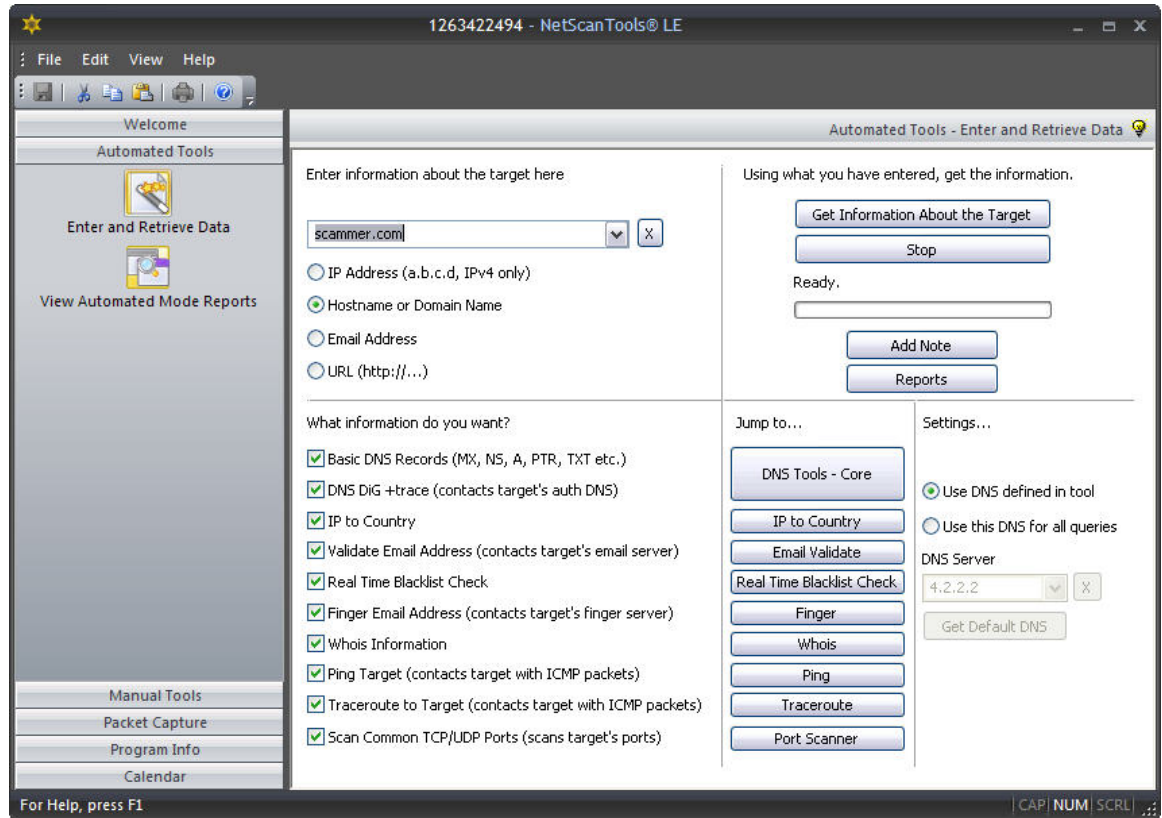 1263422494 - NetScanTools® LE
File Edit View Help
Welcome
Automated Tools
Enter and Retrieve Data
View Automated Mode Reports
Manual Tools
Packet Capture
Program Info
Calendar
Automated Tools - Enter and Retrieve Data
Enter information about the target here
scammer.com
X
IP Address (a.b.c.d, IPv4 only)
Hostname or Domain Name
Email Address
URL (http://...)
Using what you have entered, get the information.
Get Information About the Target
Stop
Ready.
Add Note
Reports
What information do you want?
Basic DNS Records (MX, NS, A, PTR, TXT etc.)
DNS DiG +trace (contacts target's auth DNS)
IP to Country
Validate Email Address (contacts target's email server)
Real Time Blacklist Check
Finger Email Address (contacts target's finger server)
Whois Information
Ping Target (contacts target with ICMP packets)
Traceroute to Target (contacts target with ICMP packets)
Scan Common TCP/UDP Ports (scans target's ports)
Jump to...
DNS Tools - Core
IP to Country
Email Validate
Real Time Blacklist Check
Finger
Whois
Ping
Traceroute
Port Scanner
Settings...
Use DNS defined in tool
Use this DNS for all queries
DNS Server
4.2.2.2
X
Get Default DNS
For Help, press F1
CAP NUM SCRL